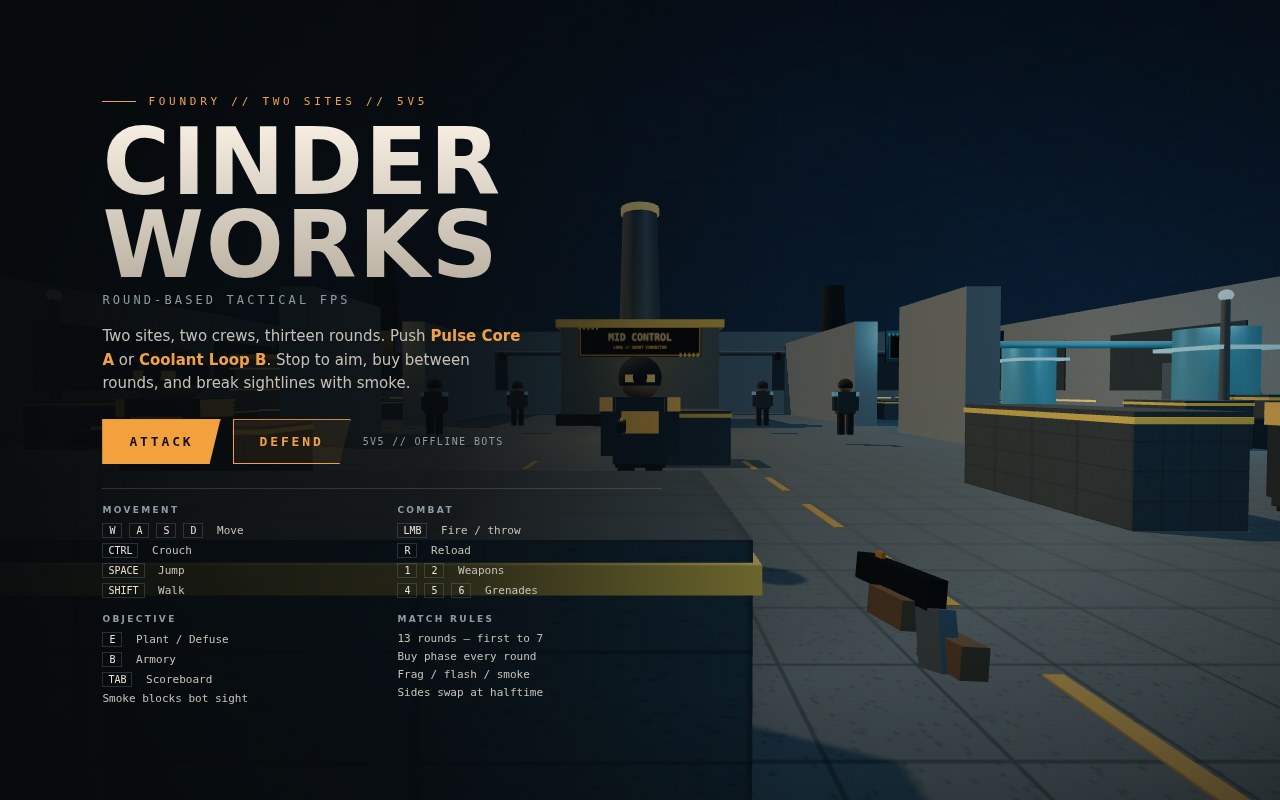 FOUNDRY // TWO SITES // 5V5
CINDER
WORKS
ROUND-BASED TACTICAL FPS
Two sites, two crews, thirteen rounds. Push Pulse Core
A or Coolant Loop B. Stop to aim, buy between
rounds, and break sightlines with smoke.
ATTACK
DEFEND
5V5 // OFFLINE BOTS
MOVEMENT
W A S D Move
CTRL Crouch
SPACE Jump
SHIFT Walk
COMBAT
LMB Fire / throw
R Reload
1 2 Weapons
4 5 6 Grenades
OBJECTIVE
E Plant / Defuse
B Armory
TAB Scoreboard
Smoke blocks bot sight
MATCH RULES
13 rounds — first to 7
Buy phase every round
Frag / flash / smoke
Sides swap at halftime
MID CONTROL